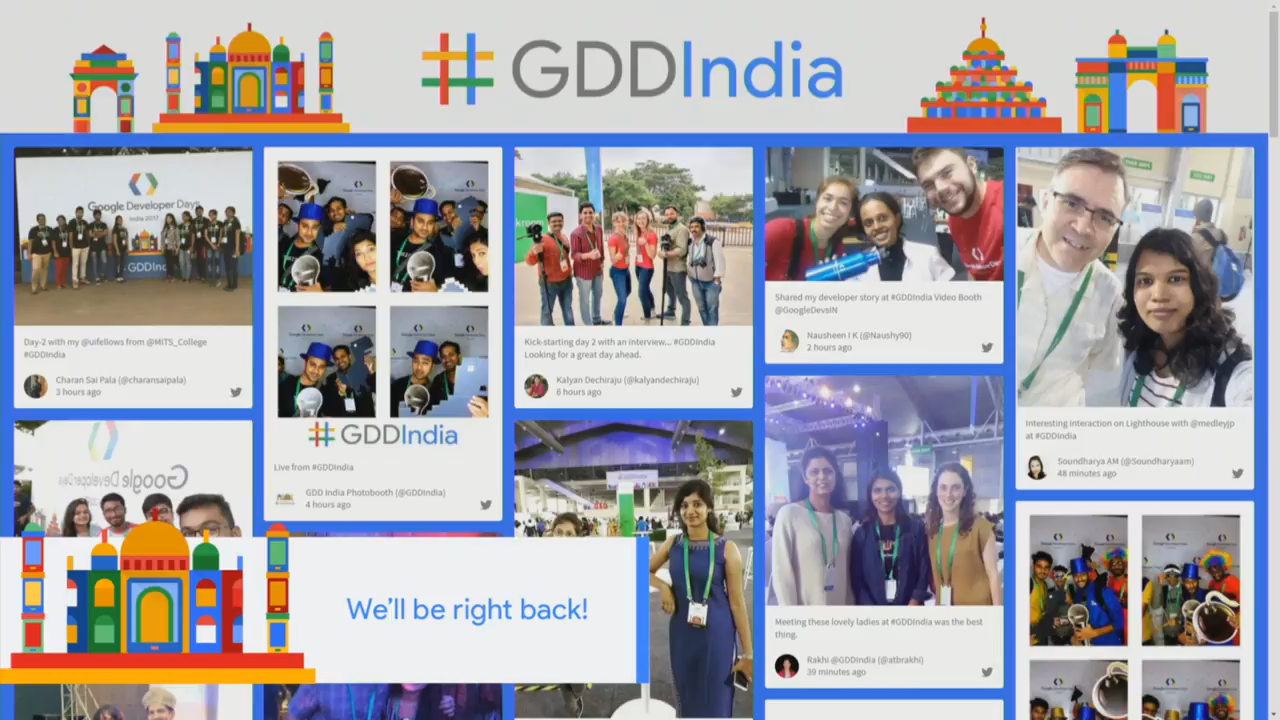 #GDDIndia
Google Developer Days
India 2017
#GDDInd
Day-2 with my @uifellows from @MITS_College
#GDDIndia
Charan Sai Pala (@charansaipala)
3 hours ago
Google Develop
#GDDIndia
Live from #GDDIndia
GDD India Photobooth (@GDDIndia)
4 hours ago
Kick-starting day 2 with an interview... #GDDIndia
Looking for a great day ahead.
Kalyan Dechiraju (@kalyandechiraju)
6 hours ago
Shared my developer story at #GDDIndia Video Booth
@GoogleDevsIN
Nausheen I K (@Naushy90)
2 hours ago
Meeting these lovely ladies at #GDDIndia was the best
thing.
Rakhi @GDDIndia (@atbrakhi)
39 minutes ago
Interesting interaction on Lighthouse with @medleyjp
at #GDDIndia
Soundharya AM (@Soundharyaam)
48 minutes ago
We'll be right back!